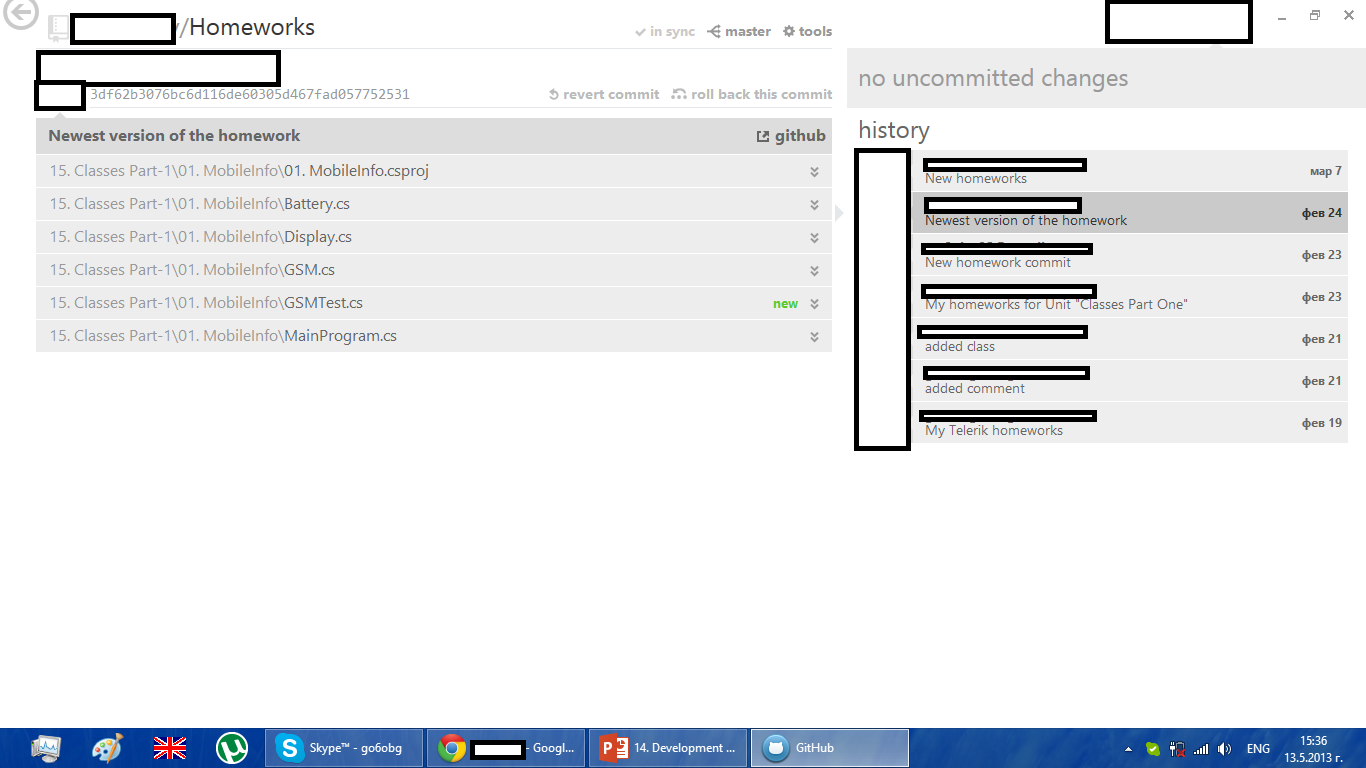 /Homeworks
in sync master tools
3df62b3076bc6d116de60305d467fad057752531 revert commit roll back this commit
Newest version of the homework github
15. Classes Part-1\01. MobileInfo\01. MobileInfo.csproj
15. Classes Part-1\01. MobileInfo\Battery.cs
15. Classes Part-1\01. MobileInfo\Display.cs
15. Classes Part-1\01. MobileInfo\GSM.cs
15. Classes Part-1\01. MobileInfo\GSMTest.cs new
15. Classes Part-1\01. MobileInfo\MainProgram.cs
no uncommitted changes
history
New homeworks мар 7
Newest version of the homework фев 24
New homework commit фев 23
My homeworks for Unit "Classes Part One" фев 23
added class фев 21
added comment фев 21
My Telerik homeworks фев 19
Skype™ - go6obg
- Googl...
14. Development ...
GitHub
ENG
15:36
13.5.2013 г.